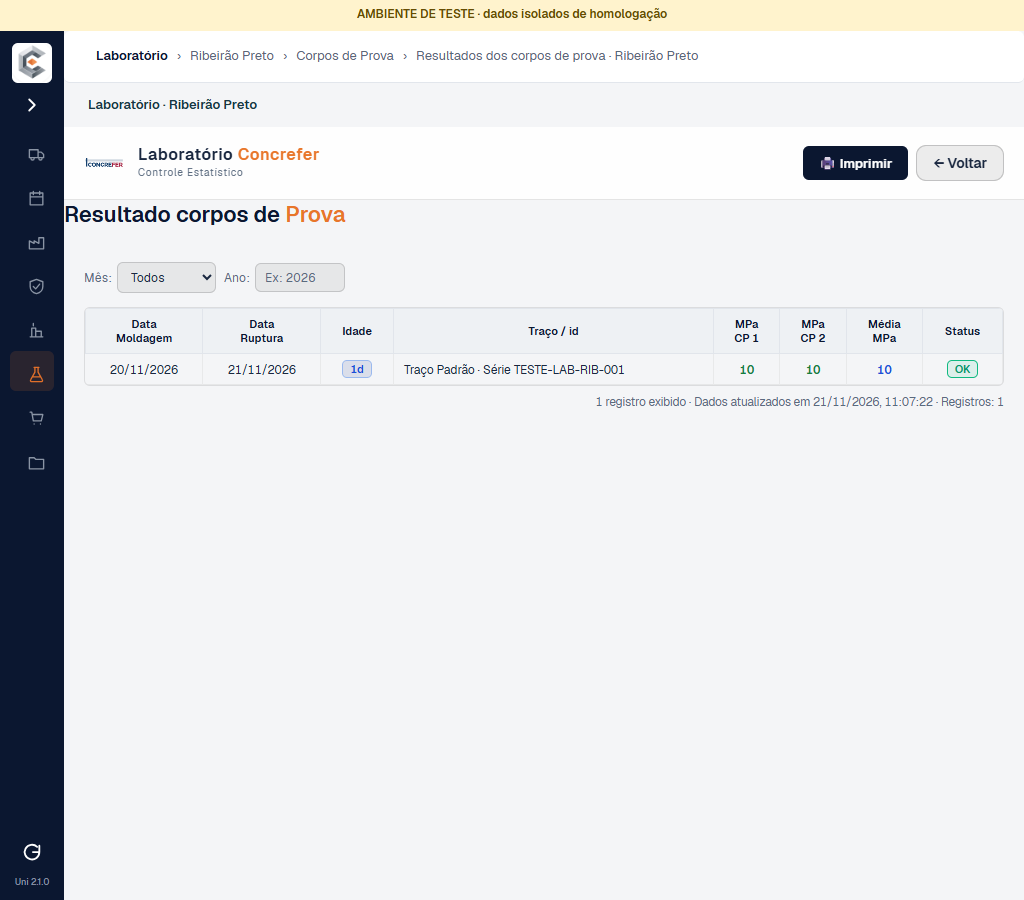 AMBIENTE DE TESTE · dados isolados de homologação
Laboratório › Ribeirão Preto › Corpos de Prova › Resultados dos corpos de prova · Ribeirão Preto
Laboratório · Ribeirão Preto
CONCREFER
Laboratório Concrefer
Controle Estatístico
Imprimir
← Voltar
Resultado corpos de Prova
Mês: Todos Ano: Ex: 2026
Data Moldagem Data Ruptura Idade Traço / id MPa CP 1 MPa CP 2 Média MPa Status
20/11/2026 21/11/2026 1d Traço Padrão · Série TESTE-LAB-RIB-001 10 10 10 OK
1 registro exibido · Dados atualizados em 21/11/2026, 11:07:22 · Registros: 1
Uni 2.1.0